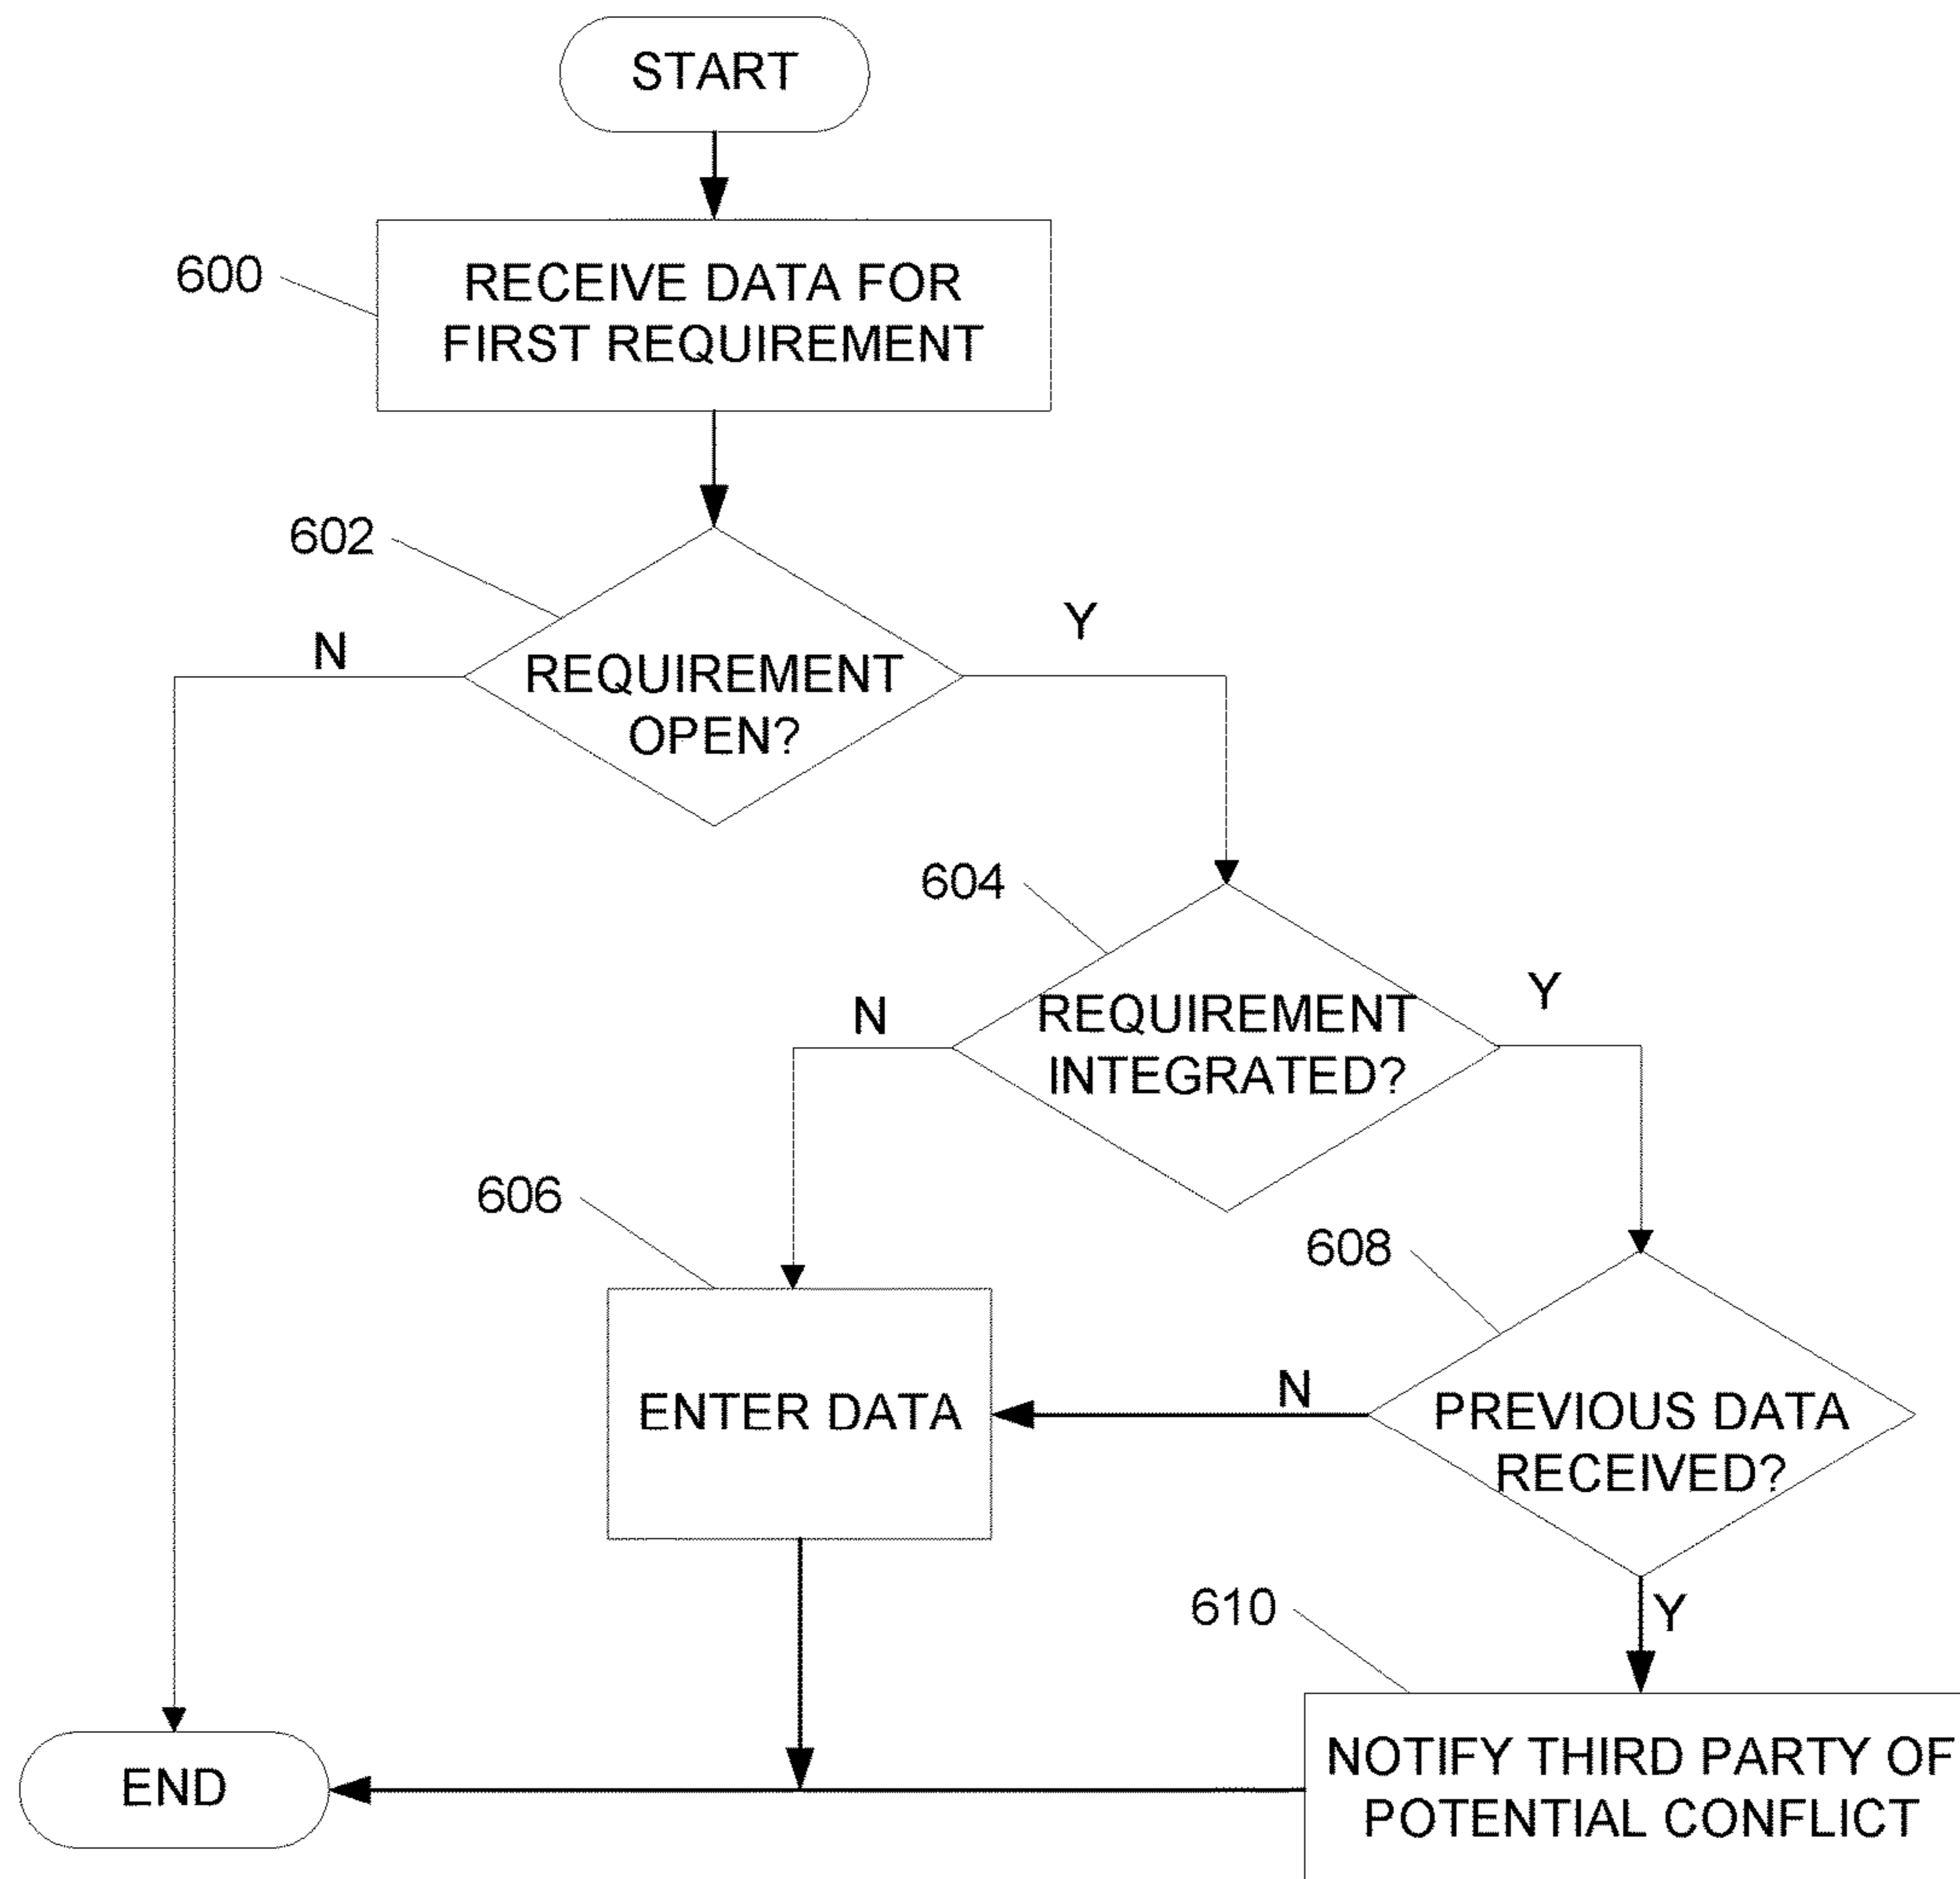 START
600
RECEIVE DATA FOR
FIRST REQUIREMENT
602
N
Y
REQUIREMENT
OPEN?
604
N
Y
REQUIREMENT
INTEGRATED?
606
608
ENTER DATA
N
PREVIOUS DATA
RECEIVED?
610
Y
END
NOTIFY THIRD PARTY OF
POTENTIAL CONFLICT